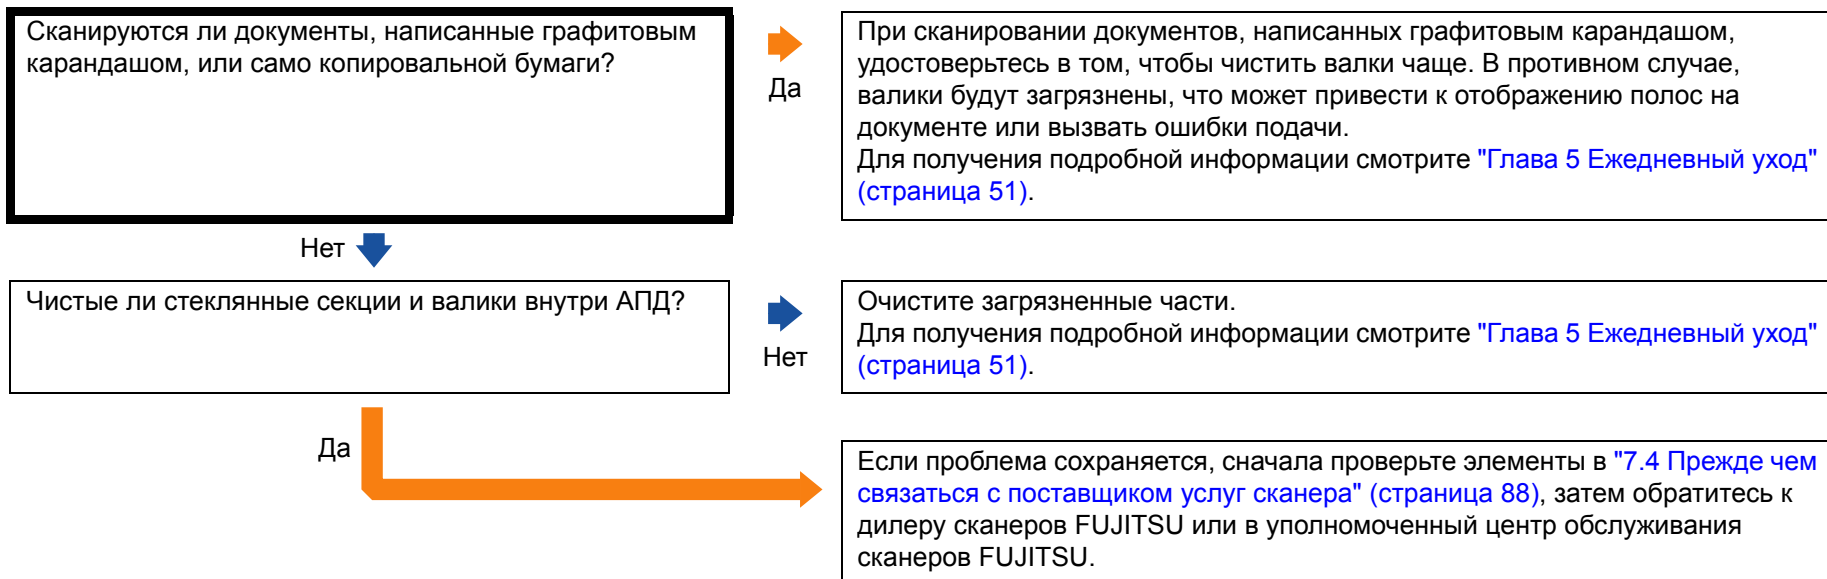 Сканируются ли документы, написанные графитовым
карандашом, или само копировальной бумаги?
Да
При сканировании документов, написанных графитовым карандашом,
удостоверьтесь в том, чтобы чистить валки чаще. В противном случае,
валики будут загрязнены, что может привести к отображению полос на
документе или вызвать ошибки подачи.
Для получения подробной информации смотрите "Глава 5 Ежедневный уход"
(страница 51).
Нет
Чистые ли стеклянные секции и валики внутри АПД?
Нет
Очистите загрязненные части.
Для получения подробной информации смотрите "Глава 5 Ежедневный уход"
(страница 51).
Да
Если проблема сохраняется, сначала проверьте элементы в "7.4 Прежде чем
связаться с поставщиком услуг сканера" (страница 88), затем обратитесь к
дилеру сканеров FUJITSU или в уполномоченный центр обслуживания
сканеров FUJITSU.